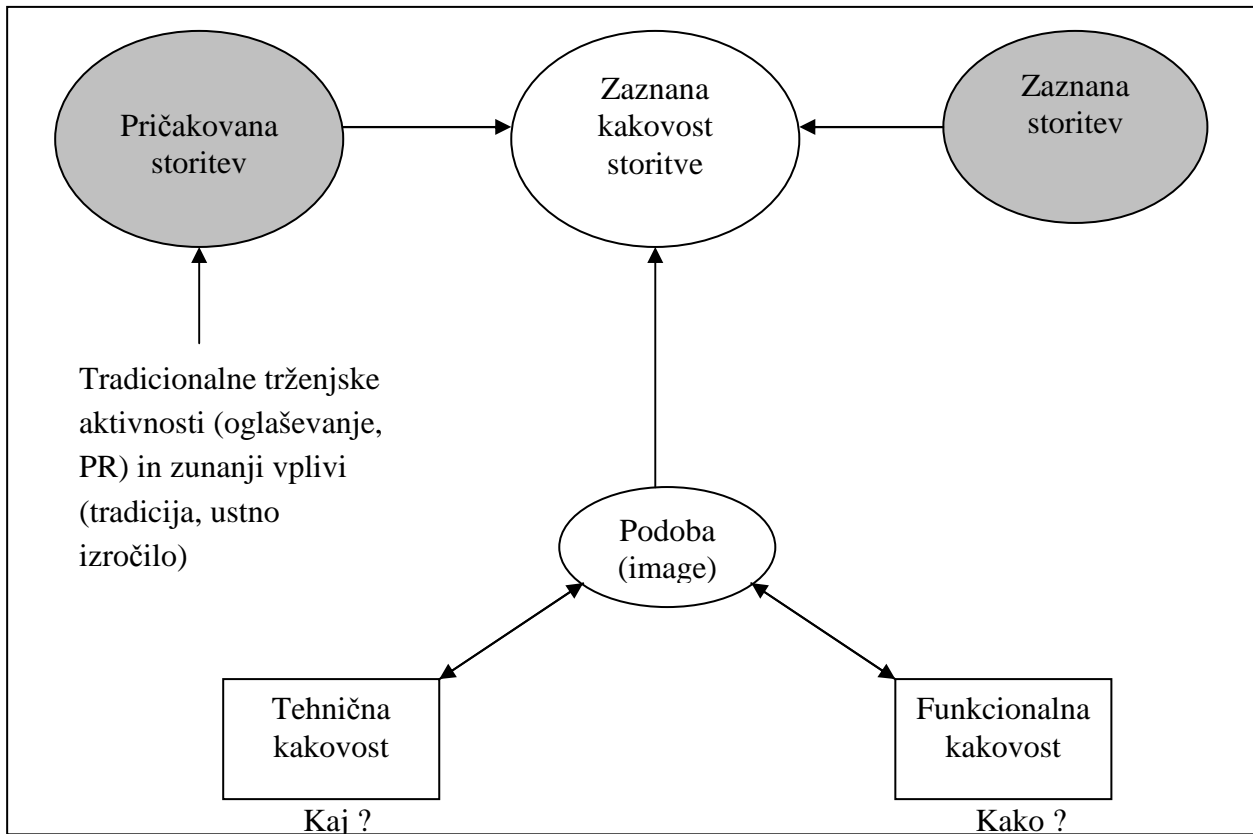 Pričakovana
storitev
Zaznana
kakovost
storitve
Zaznana
storitev
Tradicionalne trženjske
aktivnosti (oglaševanje,
PR) in zunanji vplivi
(tradicija, ustno
izročilo)
Podoba
(image)
Tehnična
kakovost
Funkcionalna
kakovost
Kaj ?
Kako ?